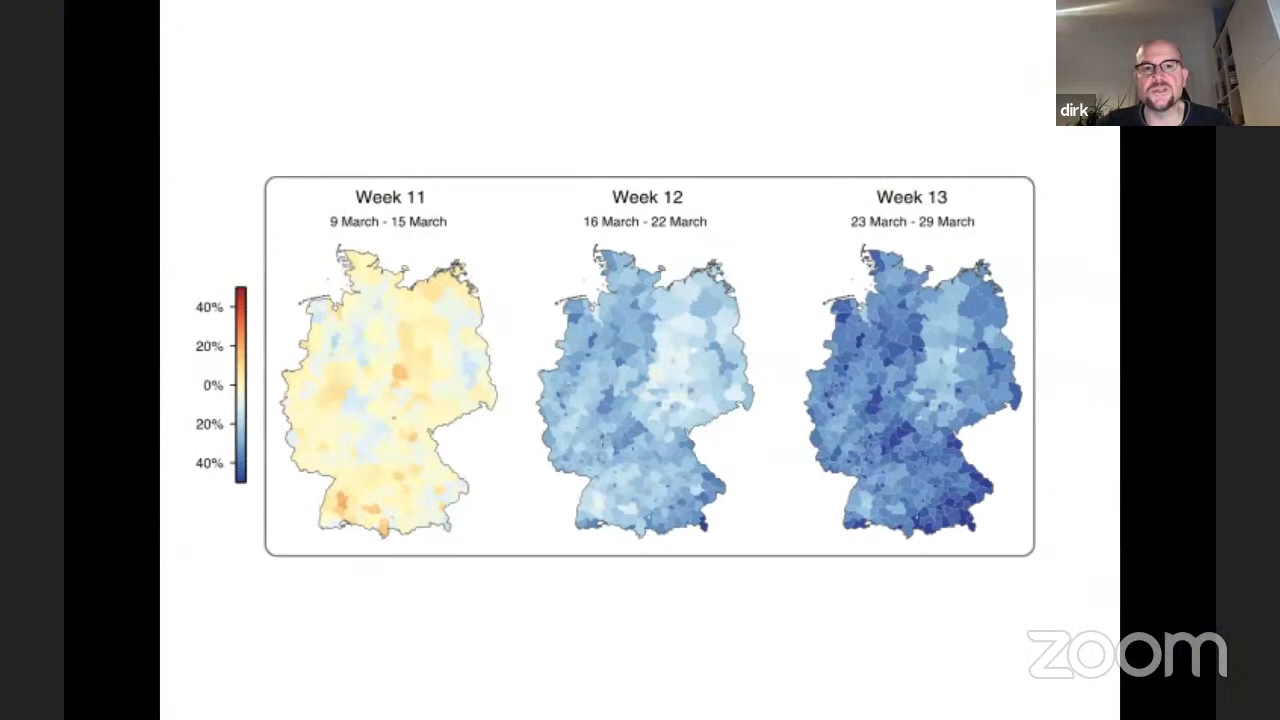 dirk
Week 11
9 March - 15 March
Week 12
16 March - 22 March
Week 13
23 March - 29 March
40%
20%
0%
20%
40%
zoom